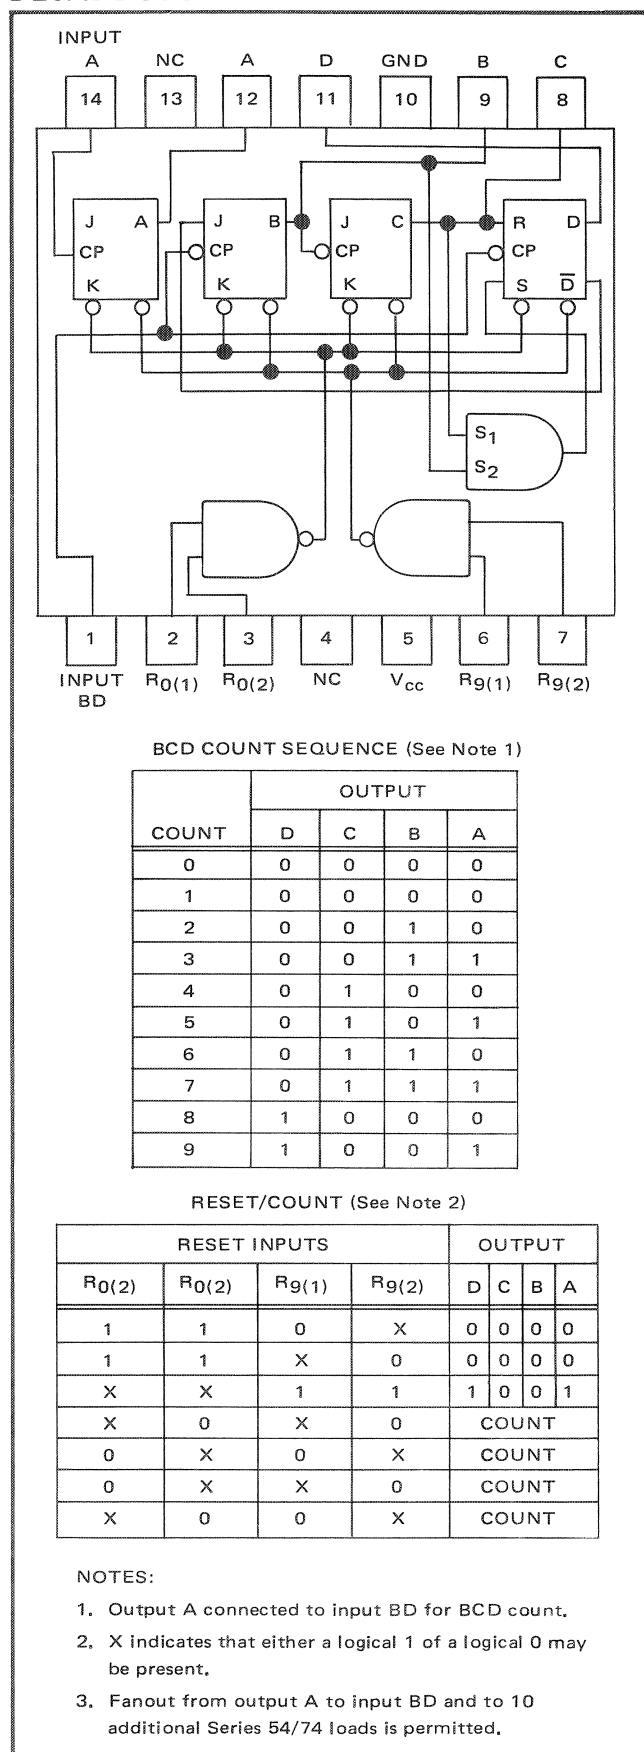 INPUT
A NC A D GND B C
14 13 12 11 10 9 8
J A J B J C R D
CP CP CP CP
K K K S D̅
S1
S2
1 2 3 4 5 6 7
INPUT R0(1) R0(2) NC Vcc R9(1) R9(2)
BD
BCD COUNT SEQUENCE (See Note 1)
OUTPUT
COUNT D C B A
0 0 0 0 0
1 0 0 0 0
2 0 0 1 0
3 0 0 1 1
4 0 1 0 0
5 0 1 0 1
6 0 1 1 0
7 0 1 1 1
8 1 0 0 0
9 1 0 0 1
RESET/COUNT (See Note 2)
RESET INPUTS OUTPUT
R0(2) R0(2) R9(1) R9(2) D C B A
1 1 0 X 0 0 0 0
1 1 X 0 0 0 0 0
X X 1 1 1 0 0 1
X 0 X 0 COUNT
0 X 0 X COUNT
0 X X 0 COUNT
X 0 0 X COUNT
NOTES:
1. Output A connected to input BD for BCD count.
2. X indicates that either a logical 1 of a logical 0 may
be present.
3. Fanout from output A to input BD and to 10
additional Series 54/74 loads is permitted.